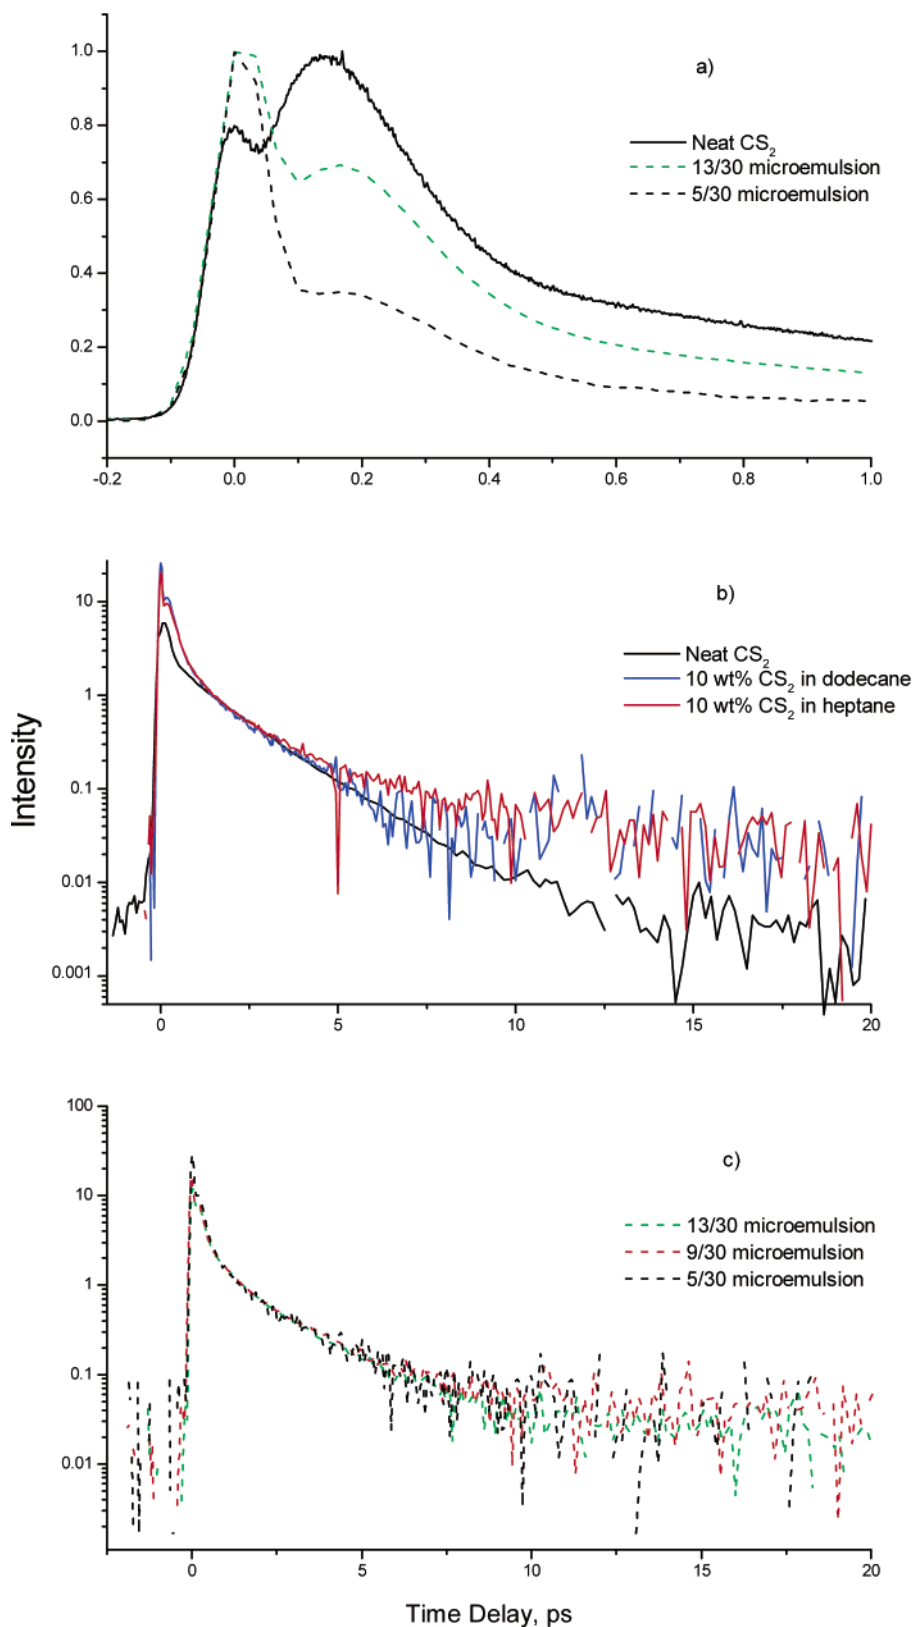 a)
1.0
0.8
0.6
0.4
0.2
0.0
Neat CS2
13/30 microemulsion
5/30 microemulsion
-0.2 0.0 0.2 0.4 0.6 0.8 1.0
b)
10
1
0.1
0.01
0.001
Neat CS2
10 wt% CS2 in dodecane
10 wt% CS2 in heptane
Intensity
0 5 10 15 20
c)
100
10
1
0.1
0.01
13/30 microemulsion
9/30 microemulsion
5/30 microemulsion
0 5 10 15 20
Time Delay, ps